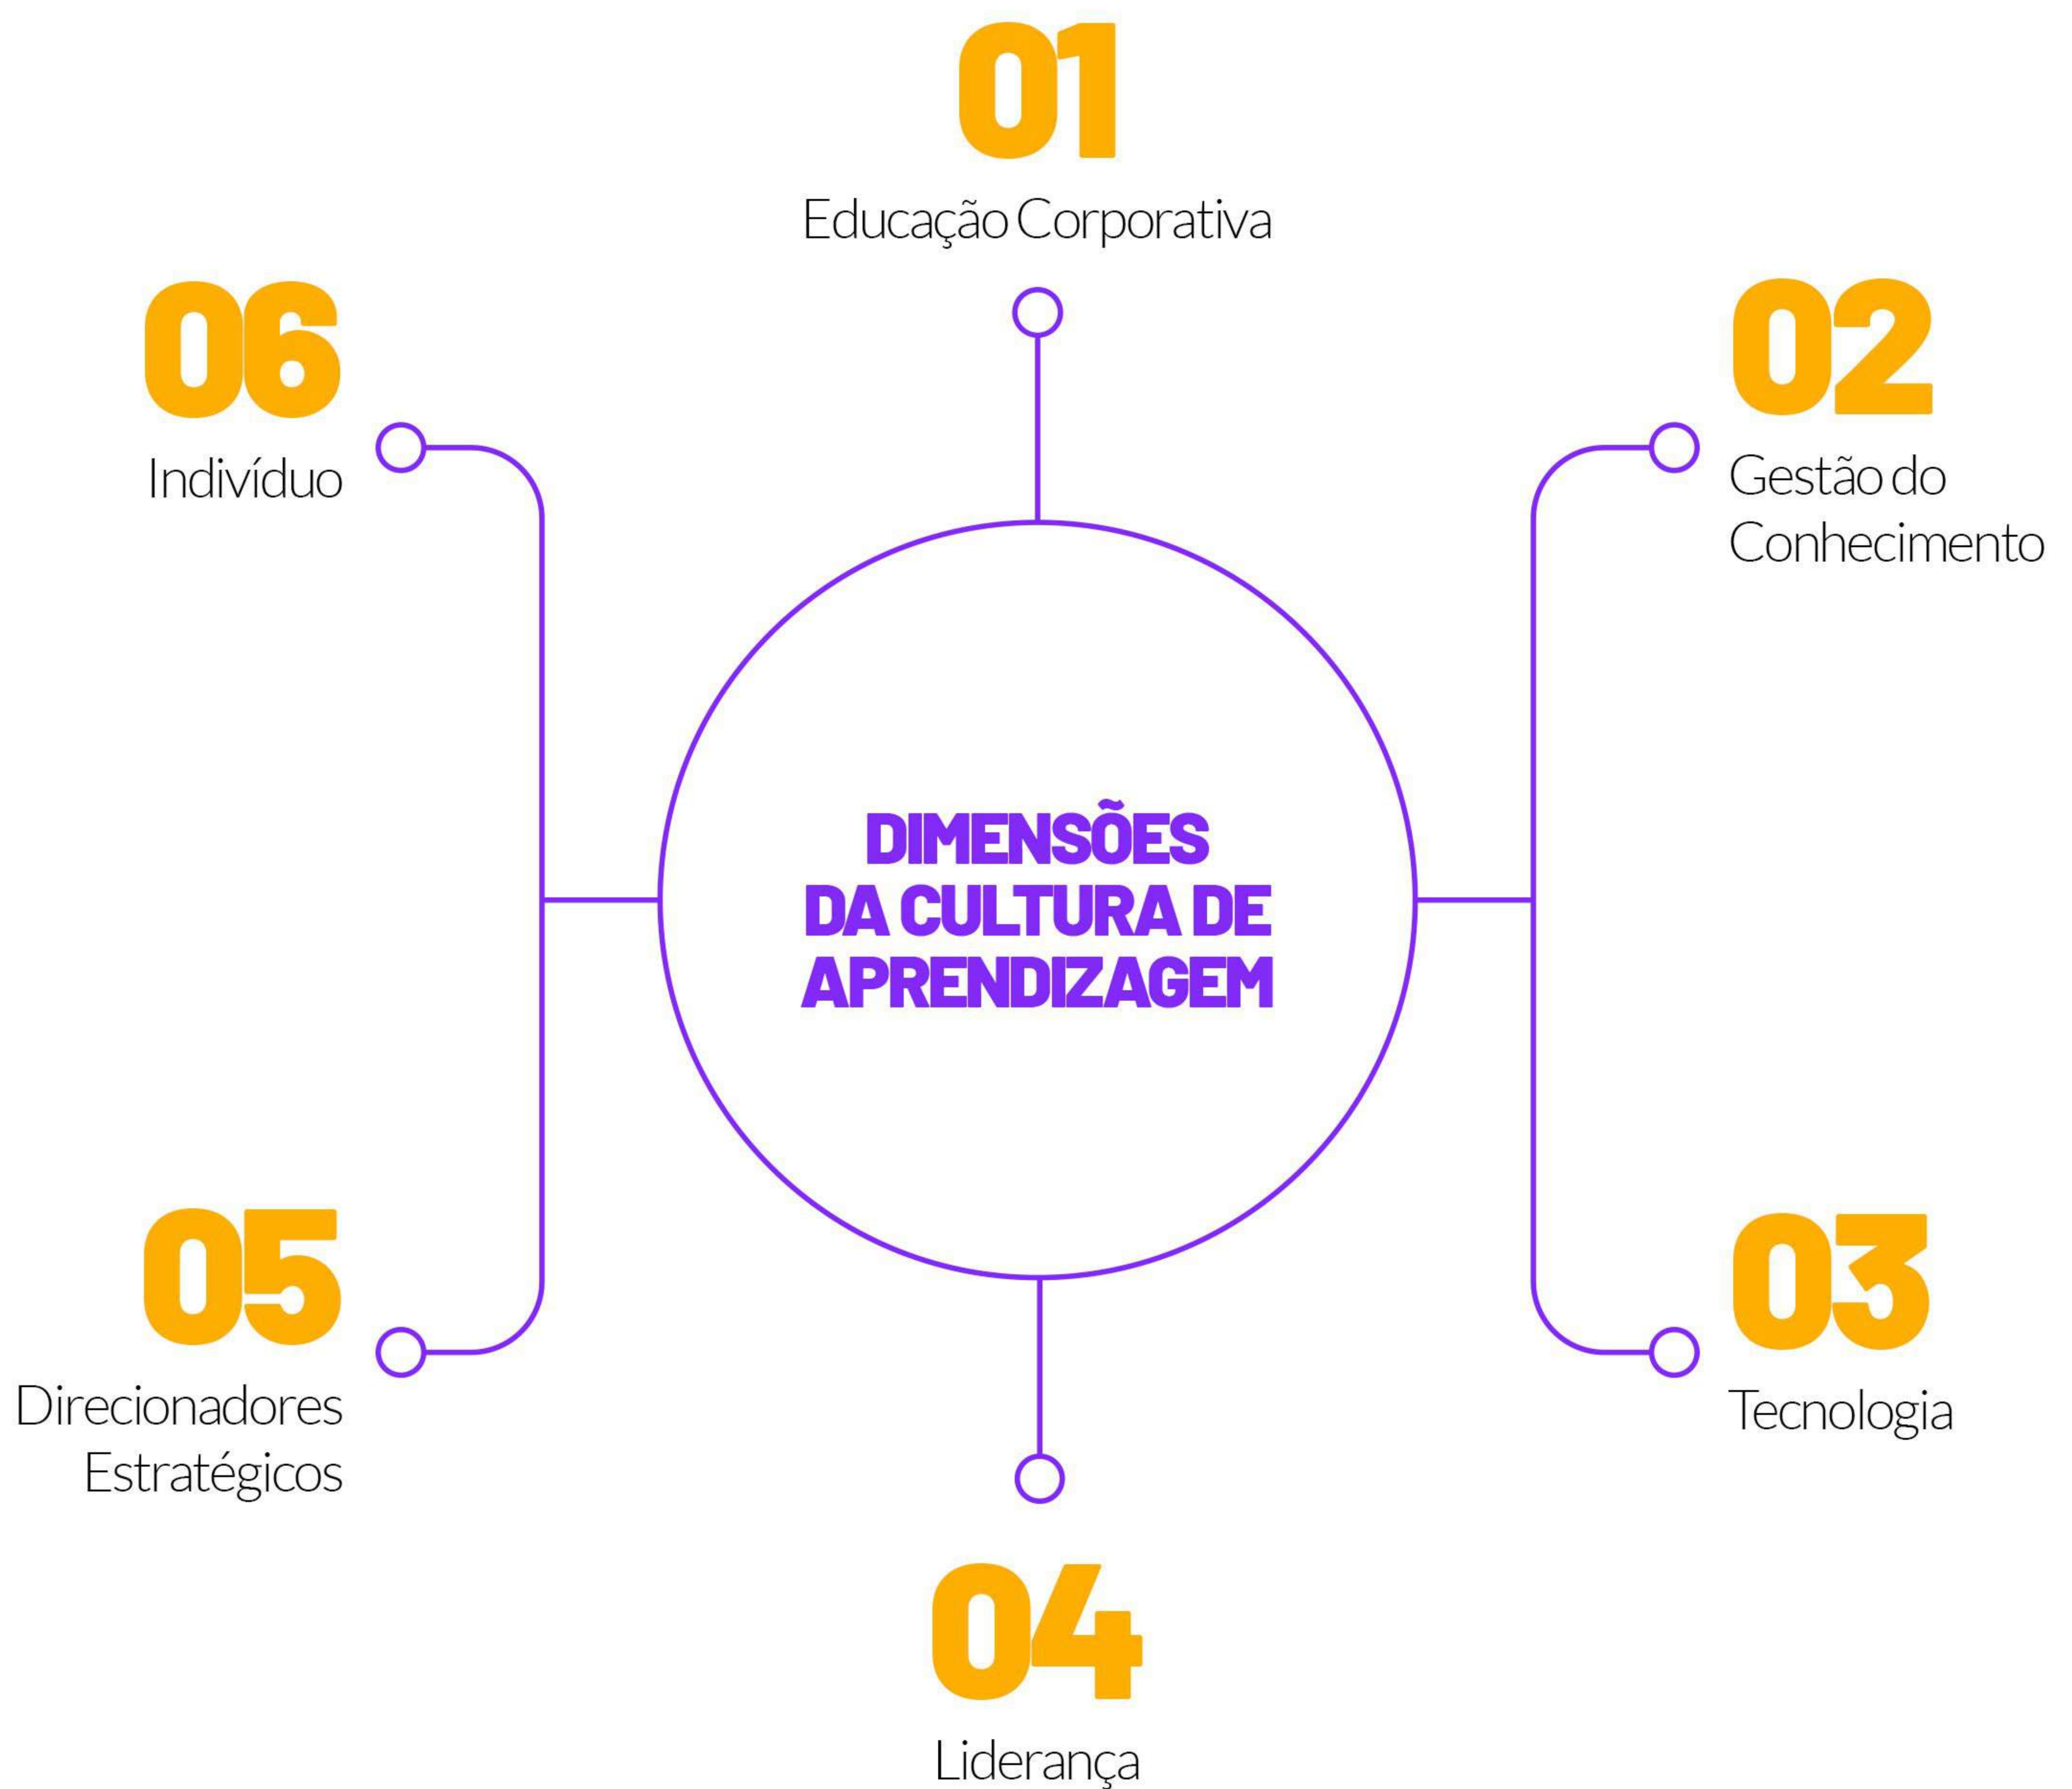 01
Educação Corporativa
02
Gestão do
Conhecimento
03
Tecnologia
04
Liderança
05
Direcionadores
Estratégicos
06
Indivíduo
DIMENSÕES
DA CULTURA DE
APRENDIZAGEM